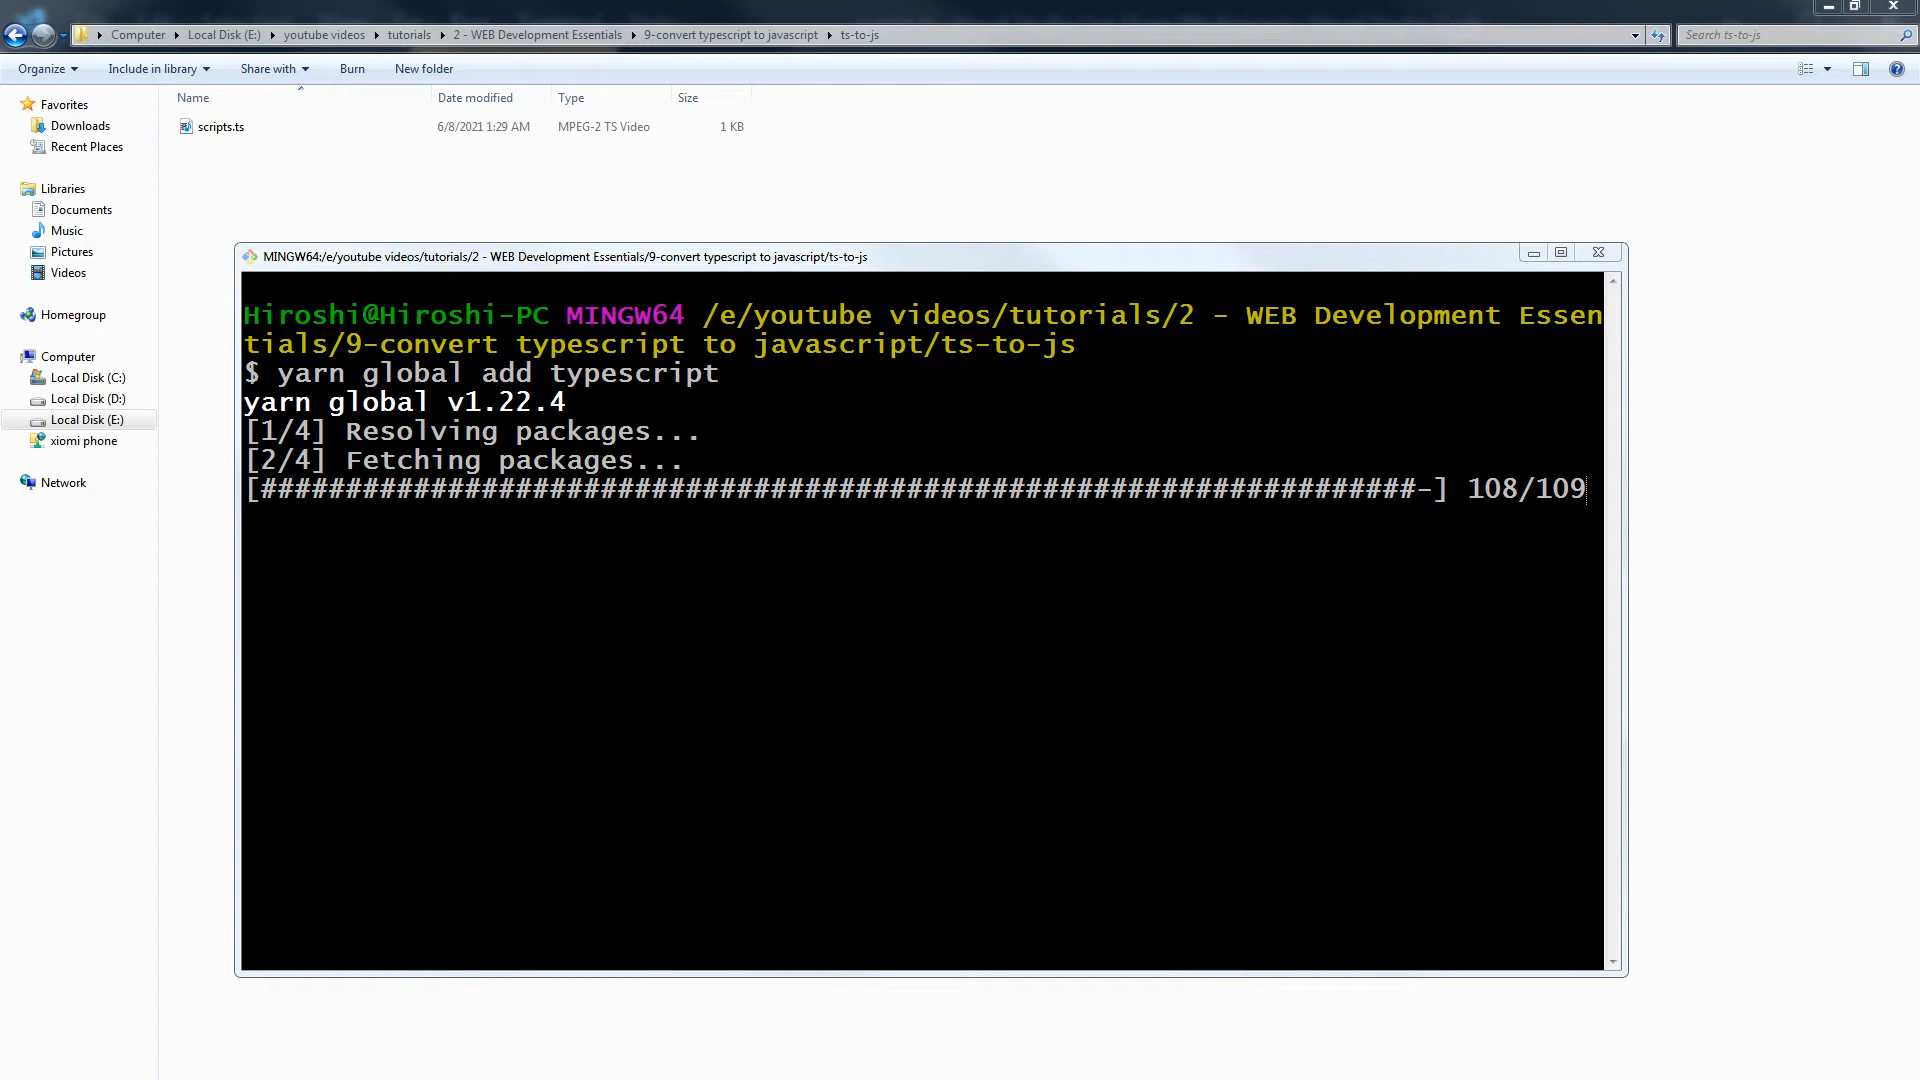 Computer Local Disk (E:) youtube videos tutorials 2 - WEB Development Essentials 9-convert typescript to javascript ts-to-js
Search ts-to-js
Organize Include in library Share with Burn New folder
Name Date modified Type Size
scripts.ts 6/8/2021 1:29 AM MPEG-2 TS Video 1 KB
Favorites
Downloads
Recent Places
Libraries
Documents
Music
Pictures
Videos
Homegroup
Computer
Local Disk (C:)
Local Disk (D:)
Local Disk (E:)
xiomi phone
Network
MINGW64:/e/youtube videos/tutorials/2 - WEB Development Essentials/9-convert typescript to javascript/ts-to-js
Hiroshi@Hiroshi-PC MINGW64 /e/youtube videos/tutorials/2 - WEB Development Essen
tials/9-convert typescript to javascript/ts-to-js
$ yarn global add typescript
yarn global v1.22.4
[1/4] Resolving packages...
[2/4] Fetching packages...
[####################################################################-] 108/109